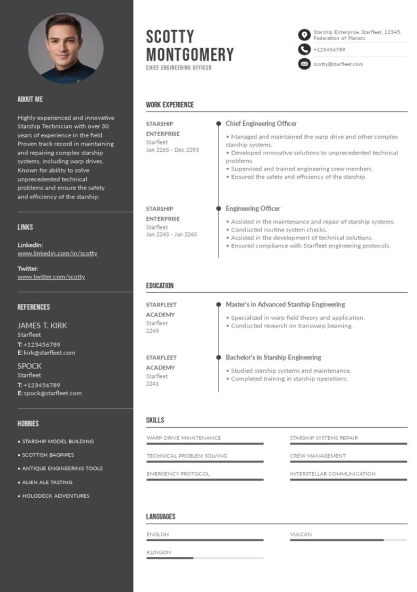 SCOTTY
MONTGOMERY
CHIEF ENGINEERING OFFICER
Starship Enterprise, Starfleet, 12345,
Federation of Planets
+123456789
scotty@starfleet.com
ABOUT ME
Highly experienced and innovative
Starship Technician with over 30
years of experience in the field.
Proven track record in maintaining
and repairing complex starship
systems, including warp drives.
Known for ability to solve
unprecedented technical
problems and ensure the safety
and efficiency of the starship.
LINKS
LinkedIn:
www.linkedin.com/in/scotty
Twitter:
www.twitter.com/scotty
REFERENCES
JAMES T. KIRK
Starfleet
T: +123456789
E: kirk@starfleet.com
SPOCK
Starfleet
T: +123456789
E: spock@starfleet.com
HOBBIES
• STARSHIP MODEL BUILDING
• SCOTTISH BAGPIPES
• ANTIQUE ENGINEERING TOOLS
• ALIEN ALE TASTING
• HOLODECK ADVENTURES
WORK EXPERIENCE
STARSHIP
ENTERPRISE
Starfleet
Jan 2265 - Dec 2293
Chief Engineering Officer
• Managed and maintained the warp drive and other complex
starship systems.
• Developed innovative solutions to unprecedented technical
problems.
• Supervised and trained engineering crew members.
• Ensured the safety and efficiency of the starship.
STARSHIP
ENTERPRISE
Starfleet
Jan 2245 - Jan 2265
Engineering Officer
• Assisted in the maintenance and repair of starship systems.
• Conducted routine system checks.
• Assisted in the development of technical solutions.
• Ensured compliance with Starfleet engineering protocols.
EDUCATION
STARFLEET
ACADEMY
Starfleet
2245
Master's in Advanced Starship Engineering
• Specialized in warp field theory and application.
• Conducted research on transwarp beaming.
STARFLEET
ACADEMY
Starfleet
2241
Bachelor's in Starship Engineering
• Studied starship systems and maintenance.
• Completed training in starship operations.
SKILLS
WARP DRIVE MAINTENANCE
STARSHIP SYSTEMS REPAIR
TECHNICAL PROBLEM SOLVING
CREW MANAGEMENT
EMERGENCY PROTOCOL
INTERSTELLAR COMMUNICATION
LANGUAGES
ENGLISH
VULCAN
KLINGON